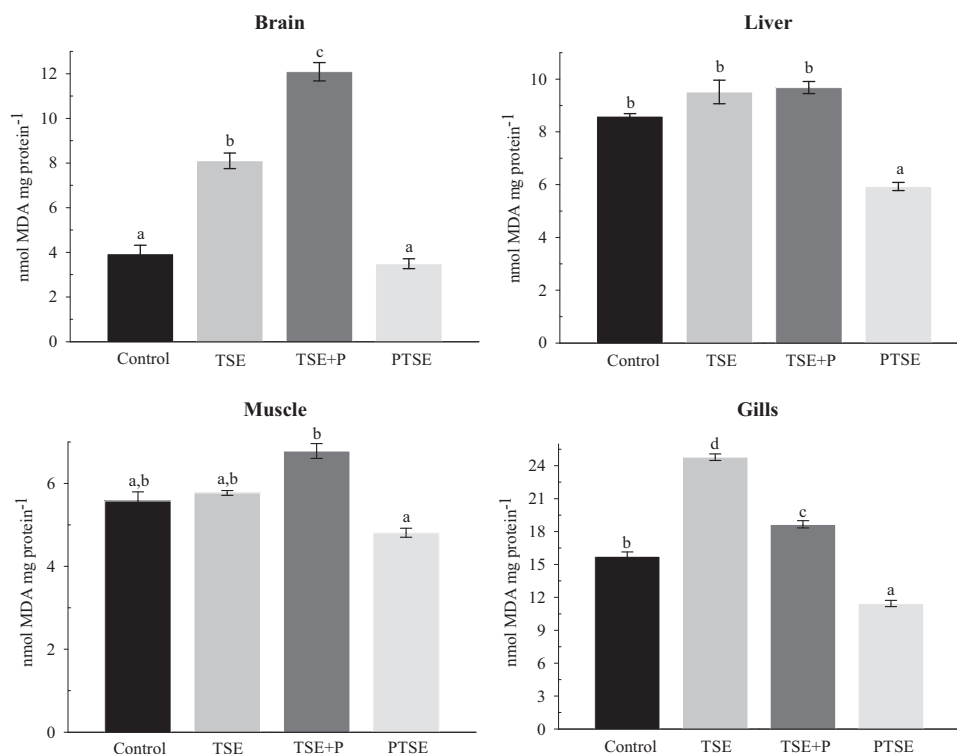 Brain
nmol MDA mg protein-1
12
10
8
6
4
2
0
c
b
a
a
Control TSE TSE+P PTSE
Liver
nmol MDA mg protein-1
10
8
6
4
2
0
b
b
b
a
Control TSE TSE+P PTSE
Muscle
nmol MDA mg protein-1
6
4
2
0
a,b
a,b
b
a
Control TSE TSE+P PTSE
Gills
nmol MDA mg protein-1
24
21
18
15
12
9
6
3
0
b
d
c
a
Control TSE TSE+P PTSE